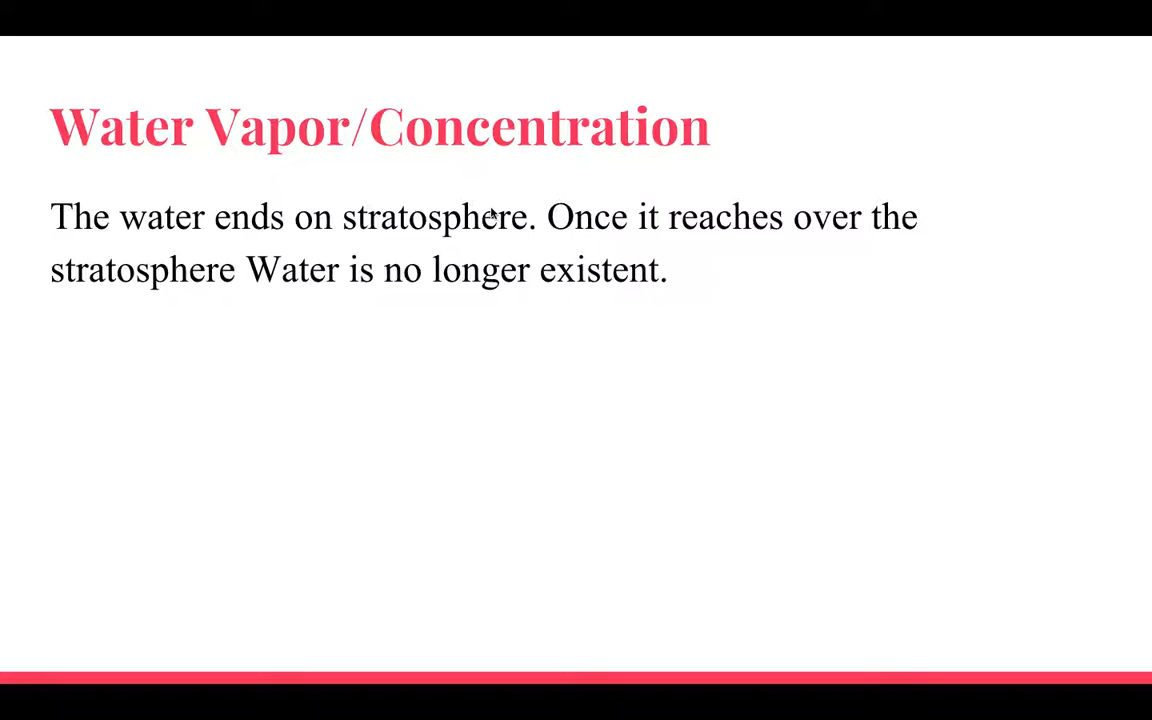 Water Vapor/Concentration
The water ends on stratosphere. Once it reaches over the
stratosphere Water is no longer existent.